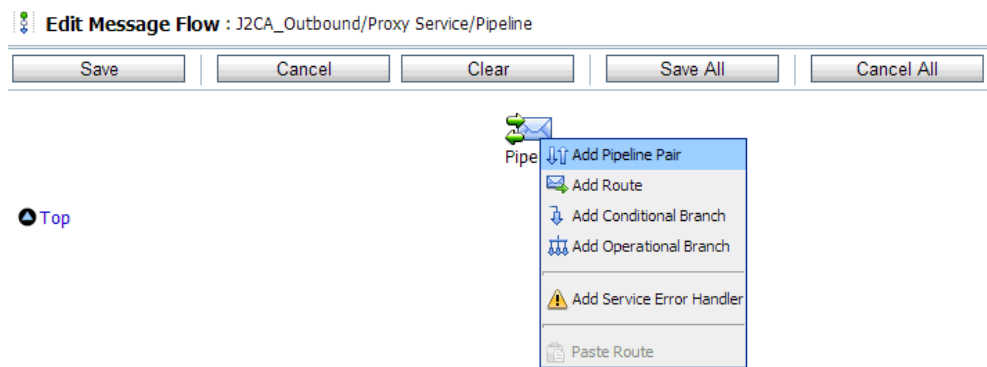 Edit Message Flow : J2CA_Outbound/Proxy Service/Pipeline
Save Cancel Clear Save All Cancel All
Pipe
Add Pipeline Pair
Add Route
Add Conditional Branch
Add Operational Branch
Add Service Error Handler
Paste Route
Top